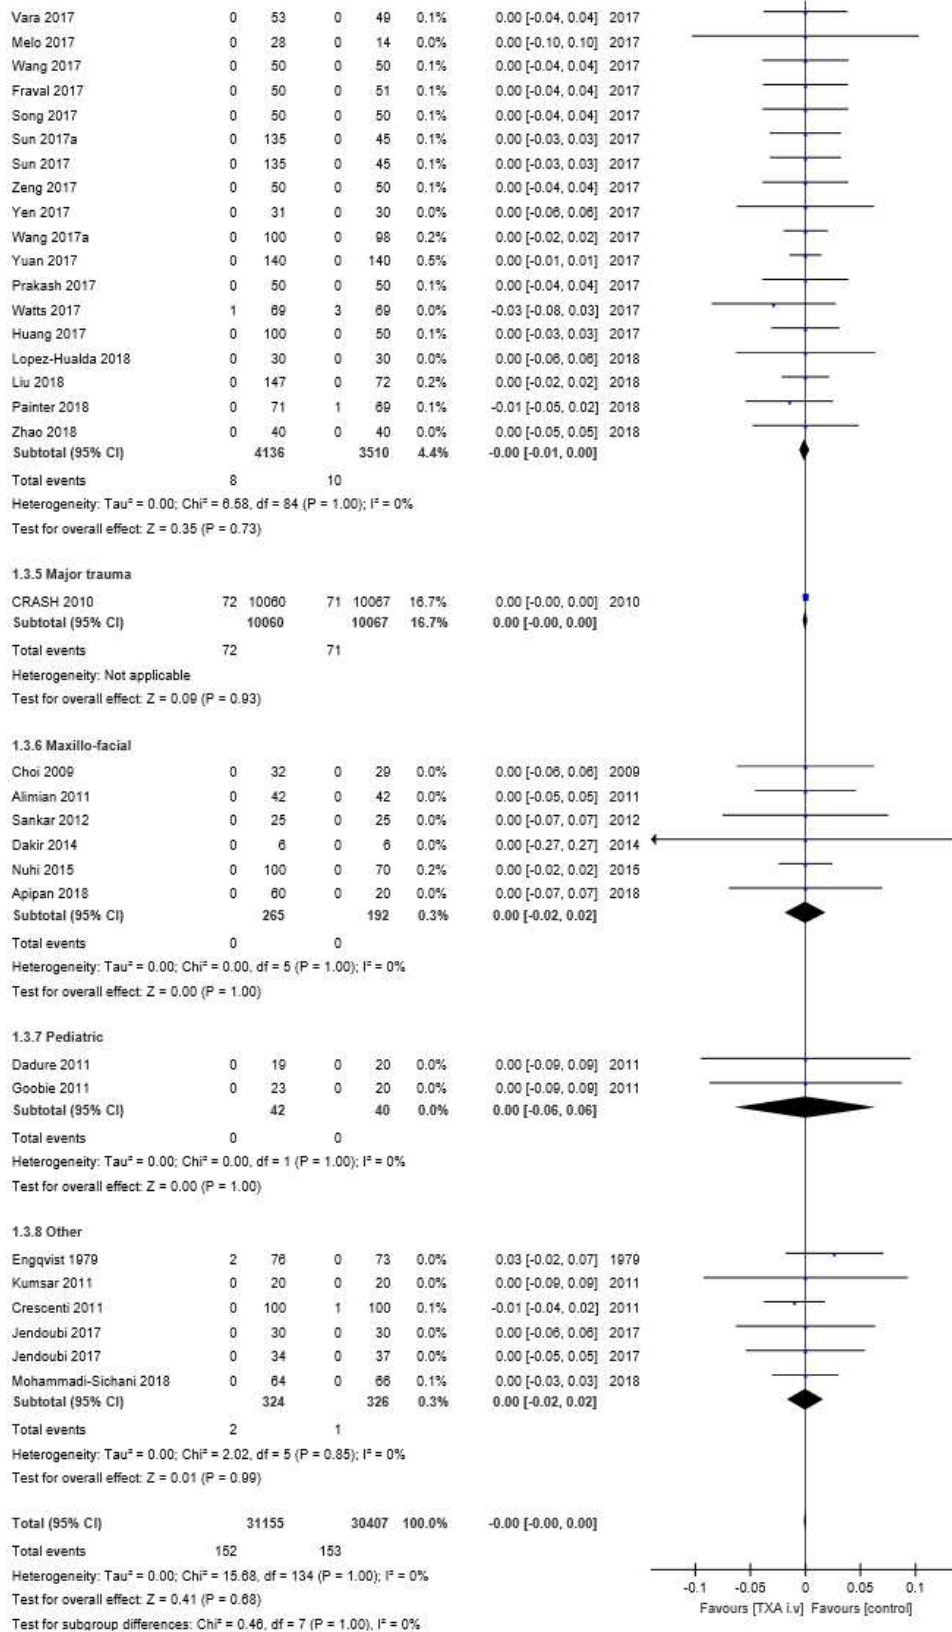 Vara 2017 0 53 0 49 0.1% 0.00 [-0.04, 0.04] 2017
Melo 2017 0 28 0 14 0.0% 0.00 [-0.10, 0.10] 2017
Wang 2017 0 50 0 50 0.1% 0.00 [-0.04, 0.04] 2017
Fraval 2017 0 50 0 51 0.1% 0.00 [-0.04, 0.04] 2017
Song 2017 0 50 0 50 0.1% 0.00 [-0.04, 0.04] 2017
Sun 2017a 0 135 0 45 0.1% 0.00 [-0.03, 0.03] 2017
Sun 2017 0 135 0 45 0.1% 0.00 [-0.03, 0.03] 2017
Zeng 2017 0 50 0 50 0.1% 0.00 [-0.04, 0.04] 2017
Yen 2017 0 31 0 30 0.0% 0.00 [-0.06, 0.06] 2017
Wang 2017a 0 100 0 98 0.2% 0.00 [-0.02, 0.02] 2017
Yuan 2017 0 140 0 140 0.5% 0.00 [-0.01, 0.01] 2017
Prakash 2017 0 50 0 50 0.1% 0.00 [-0.04, 0.04] 2017
Watts 2017 1 69 3 69 0.0% -0.03 [-0.08, 0.03] 2017
Huang 2017 0 100 0 50 0.1% 0.00 [-0.03, 0.03] 2017
Lopez-Hualda 2018 0 30 0 30 0.0% 0.00 [-0.06, 0.06] 2018
Liu 2018 0 147 0 72 0.2% 0.00 [-0.02, 0.02] 2018
Painter 2018 0 71 1 69 0.1% -0.01 [-0.05, 0.02] 2018
Zhao 2018 0 40 0 40 0.0% 0.00 [-0.05, 0.05] 2018
Subtotal (95% CI) 4136 3510 4.4% -0.00 [-0.01, 0.00]
Total events 8 10
Heterogeneity: Tau² = 0.00; Chi² = 6.58, df = 84 (P = 1.00); I² = 0%
Test for overall effect: Z = 0.35 (P = 0.73)
1.3.5 Major trauma
CRASH 2010 72 10060 71 10067 16.7% 0.00 [-0.00, 0.00] 2010
Subtotal (95% CI) 10060 10067 16.7% 0.00 [-0.00, 0.00]
Total events 72 71
Heterogeneity: Not applicable
Test for overall effect: Z = 0.09 (P = 0.93)
1.3.6 Maxillo-facial
Choi 2009 0 32 0 29 0.0% 0.00 [-0.06, 0.06] 2009
Alimian 2011 0 42 0 42 0.0% 0.00 [-0.05, 0.05] 2011
Sankar 2012 0 25 0 25 0.0% 0.00 [-0.07, 0.07] 2012
Dakir 2014 0 6 0 6 0.0% 0.00 [-0.27, 0.27] 2014
Nuhi 2015 0 100 0 70 0.2% 0.00 [-0.02, 0.02] 2015
Apipan 2018 0 60 0 20 0.0% 0.00 [-0.07, 0.07] 2018
Subtotal (95% CI) 265 192 0.3% 0.00 [-0.02, 0.02]
Total events 0 0
Heterogeneity: Tau² = 0.00; Chi² = 0.00, df = 5 (P = 1.00); I² = 0%
Test for overall effect: Z = 0.00 (P = 1.00)
1.3.7 Pediatric
Dadure 2011 0 19 0 20 0.0% 0.00 [-0.09, 0.09] 2011
Goobie 2011 0 23 0 20 0.0% 0.00 [-0.09, 0.09] 2011
Subtotal (95% CI) 42 40 0.0% 0.00 [-0.06, 0.06]
Total events 0 0
Heterogeneity: Tau² = 0.00; Chi² = 0.00, df = 1 (P = 1.00); I² = 0%
Test for overall effect: Z = 0.00 (P = 1.00)
1.3.8 Other
Engqvist 1979 2 76 0 73 0.0% 0.03 [-0.02, 0.07] 1979
Kumsar 2011 0 20 0 20 0.0% 0.00 [-0.09, 0.09] 2011
Crescenti 2011 0 100 1 100 0.1% -0.01 [-0.04, 0.02] 2011
Jendoubi 2017 0 30 0 30 0.0% 0.00 [-0.06, 0.06] 2017
Jendoubi 2017 0 34 0 37 0.0% 0.00 [-0.05, 0.05] 2017
Mohammadi-Sichani 2018 0 64 0 66 0.1% 0.00 [-0.03, 0.03] 2018
Subtotal (95% CI) 324 326 0.3% 0.00 [-0.02, 0.02]
Total events 2 1
Heterogeneity: Tau² = 0.00; Chi² = 2.02, df = 5 (P = 0.85); I² = 0%
Test for overall effect: Z = 0.01 (P = 0.99)
Total (95% CI) 31155 30407 100.0% -0.00 [-0.00, 0.00]
Total events 152 153
Heterogeneity: Tau² = 0.00; Chi² = 15.68, df = 134 (P = 1.00); I² = 0%
Test for overall effect: Z = 0.41 (P = 0.68)
Test for subgroup differences: Chi² = 0.46, df = 7 (P = 1.00), I² = 0%
-0.1 -0.05 0 0.05 0.1
Favours [TXA i.v] Favours [control]